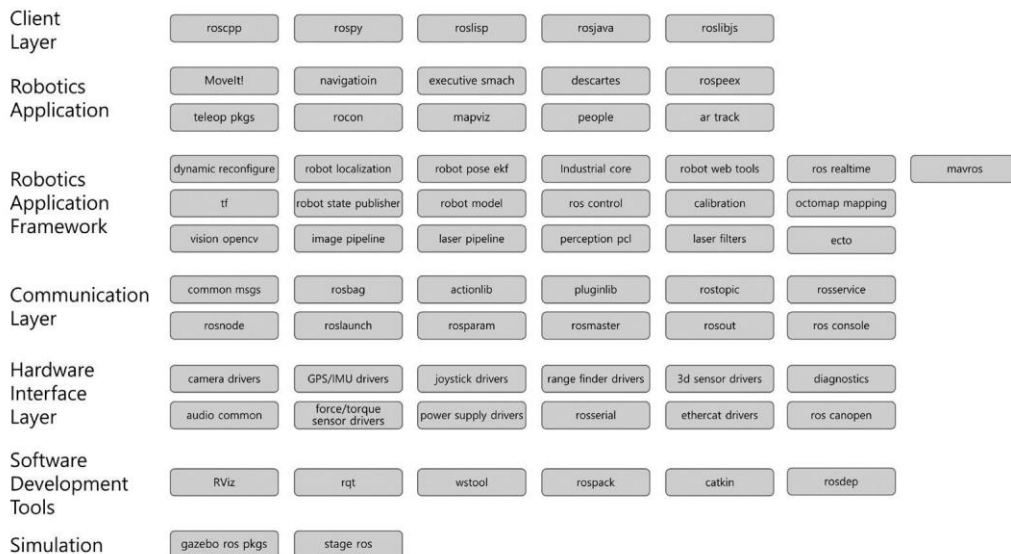 Client
Layer
roscpp rospy roslisp rosjava roslibjs
Robotics
Application
MoveIt! navigatioin executive smach descartes rospeex
teleop pkgs rocon mapviz people ar track
Robotics
Application
Framework
dynamic reconfigure robot localization robot pose ekf Industrial core robot web tools ros realtime mavros
tf robot state publisher robot model ros control calibration octomap mapping
vision opencv image pipeline laser pipeline perception pcl laser filters ecto
Communication
Layer
common msgs rosbag actionlib pluginlib rostopic rosservice
rosnode roslaunch rosparam rosmaster rosout ros console
Hardware
Interface
Layer
camera drivers GPS/IMU drivers joystick drivers range finder drivers 3d sensor drivers diagnostics
audio common force/torque
sensor drivers power supply drivers rosserial ethercat drivers ros canopen
Software
Development
Tools
RViz rqt wstool rospack catkin rosdep
Simulation
gazebo ros pkgs stage ros